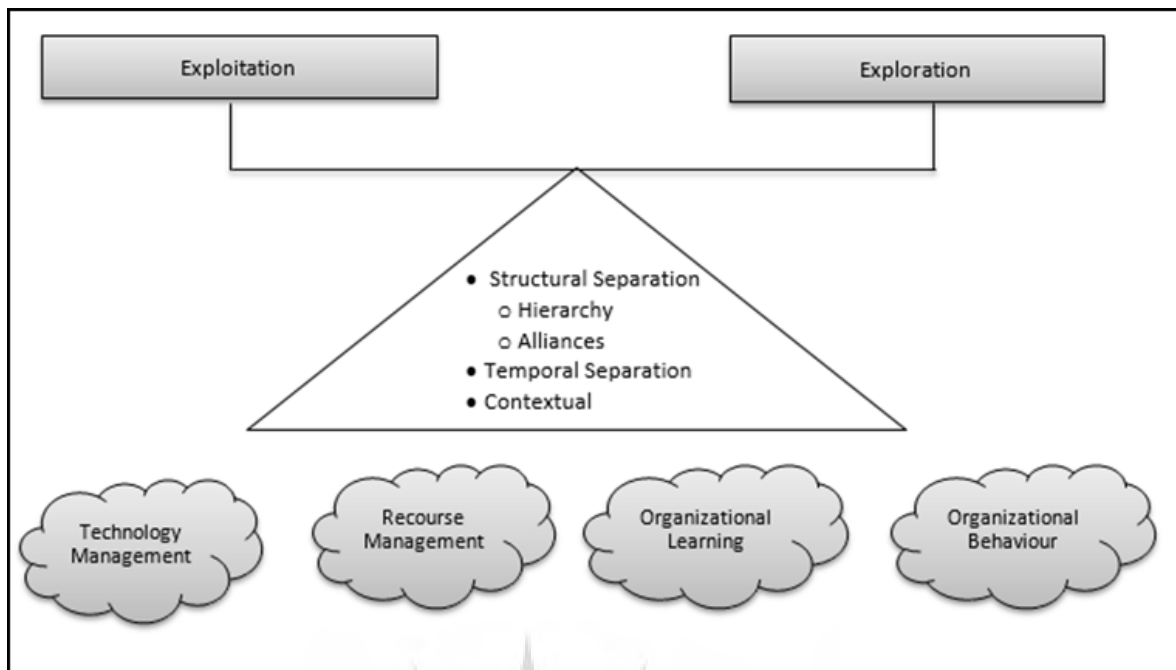 Exploitation
Exploration
● Structural Separation
o Hierarchy
o Alliances
● Temporal Separation
● Contextual
Technology
Management
Recourse
Management
Organizational
Learning
Organizational
Behaviour